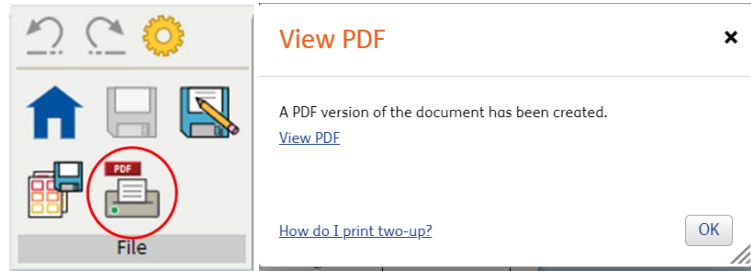 PDF
File
View PDF
×
A PDF version of the document has been created.
View PDF
How do I print two-up?
OK